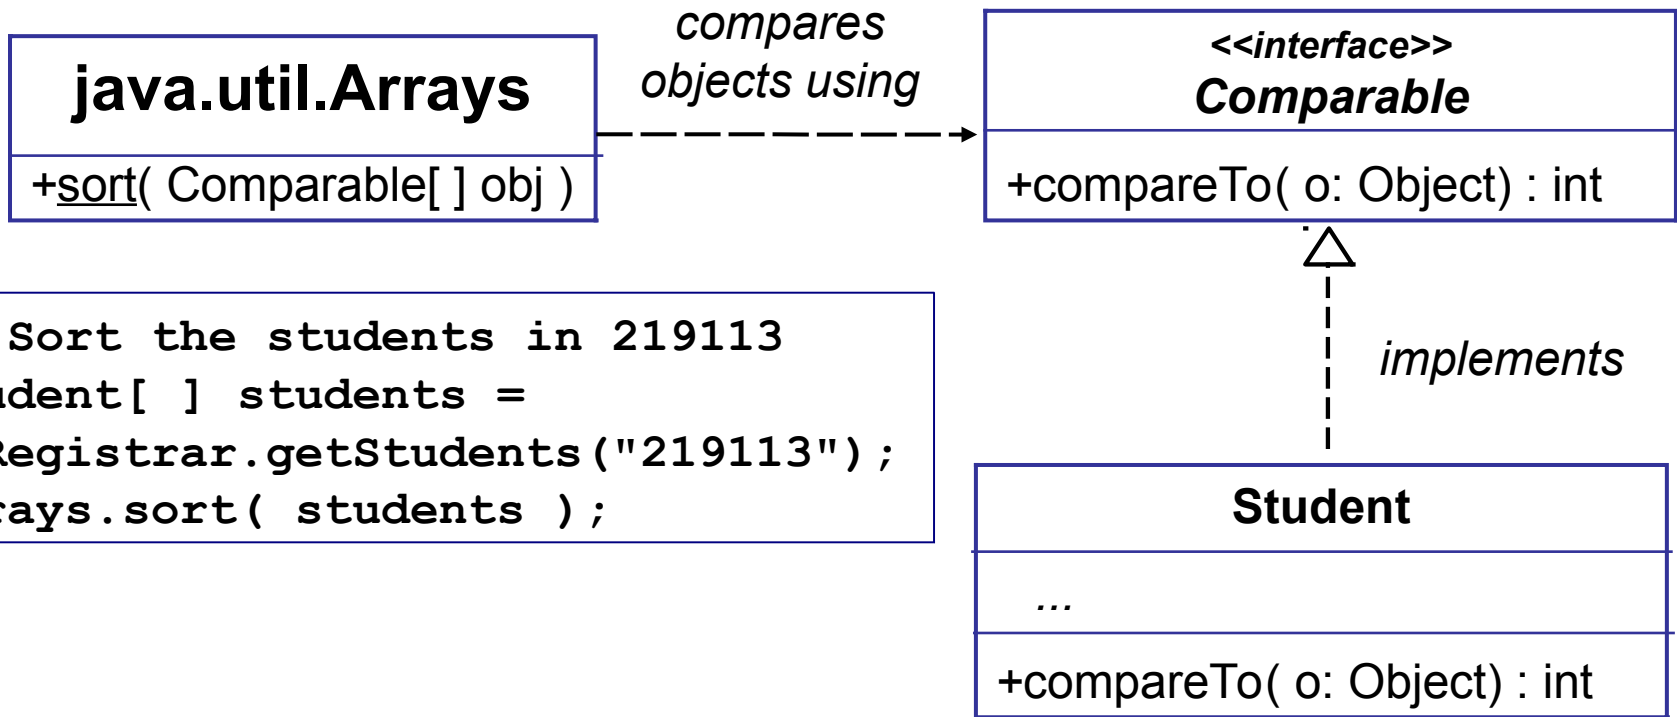 java.util.Arrays
+sort( Comparable[ ] obj )
compares
objects using
<<interface>>
Comparable
+compareTo( o: Object) : int
implements
Sort the students in 219113
dent[ ] students =
Registrar.getStudents("219113");
ays.sort( students );
Student
...
+compareTo( o: Object) : int